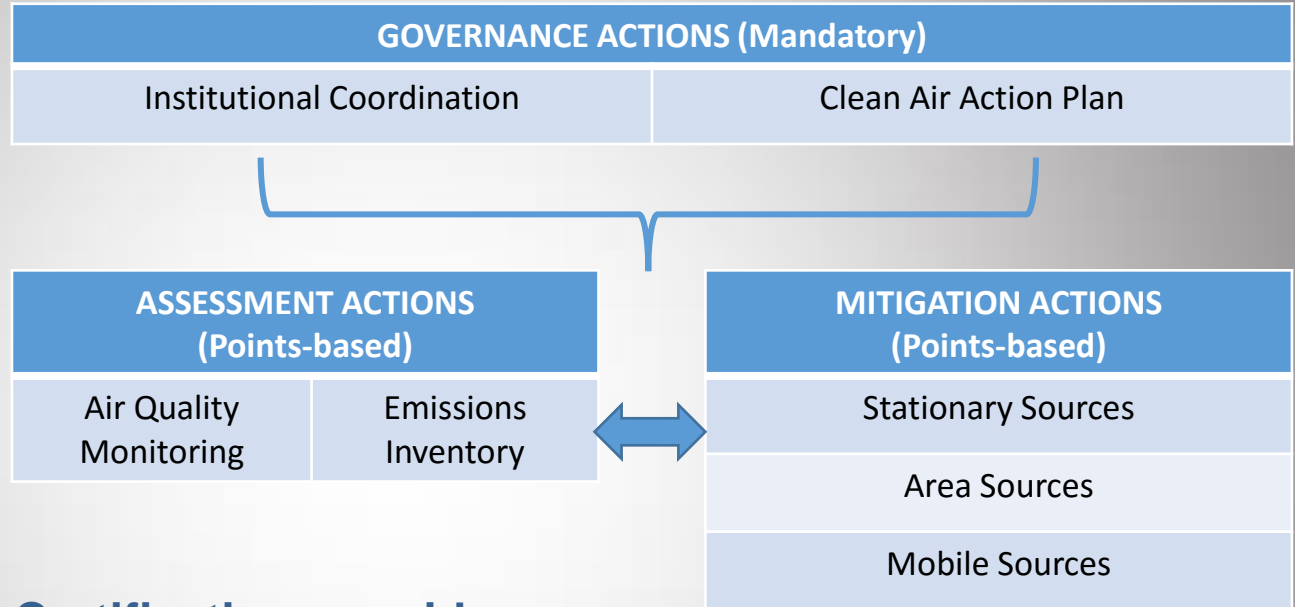 GOVERNANCE ACTIONS (Mandatory)
Institutional Coordination
Clean Air Action Plan
ASSESSMENT ACTIONS
(Points-based)
Air Quality
Monitoring
Emissions
Inventory
MITIGATION ACTIONS
(Points-based)
Stationary Sources
Area Sources
Mobile Sources
Certification